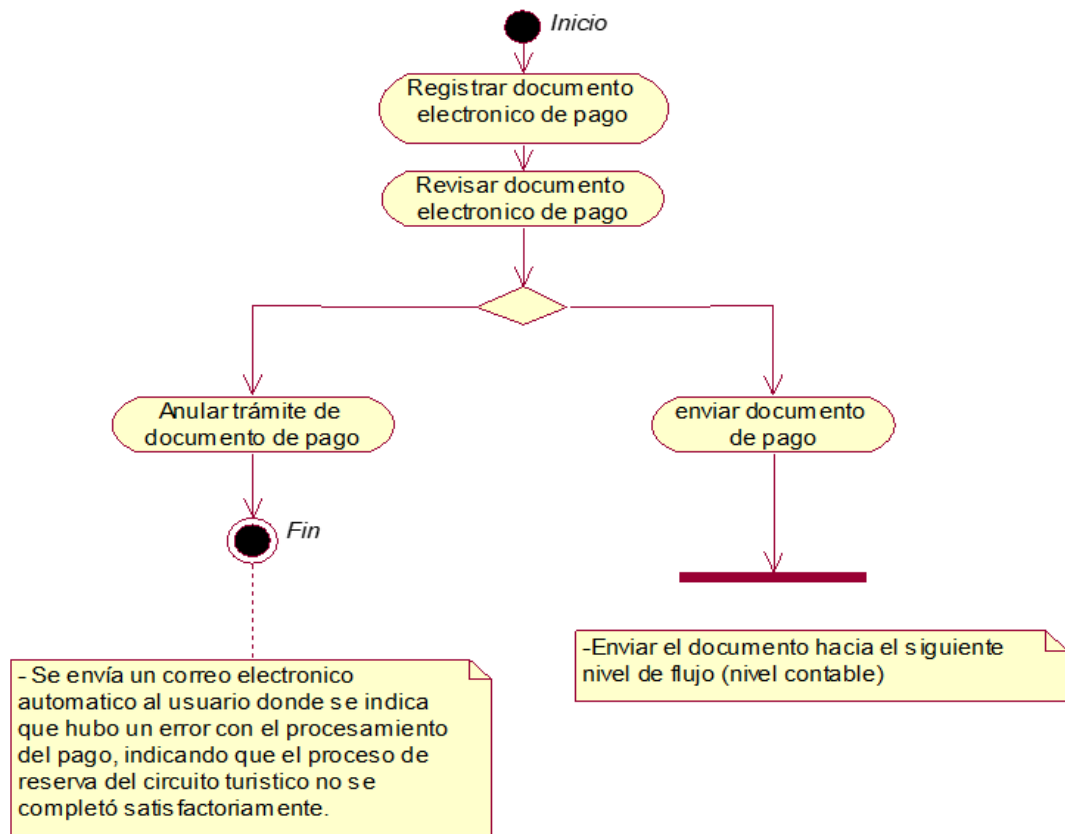 Inicio
Registrar documento
electronico de pago
Revisar documento
electronico de pago
Anular trámite de
documento de pago
enviar documento
de pago
Fin
-Enviar el documento hacia el siguiente
nivel de flujo (nivel contable)
- Se envía un correo electronico
automatico al usuario donde se indica
que hubo un error con el procesamiento
del pago, indicando que el proceso de
reserva del circuito turistico no se
completó satisfactoriamente.